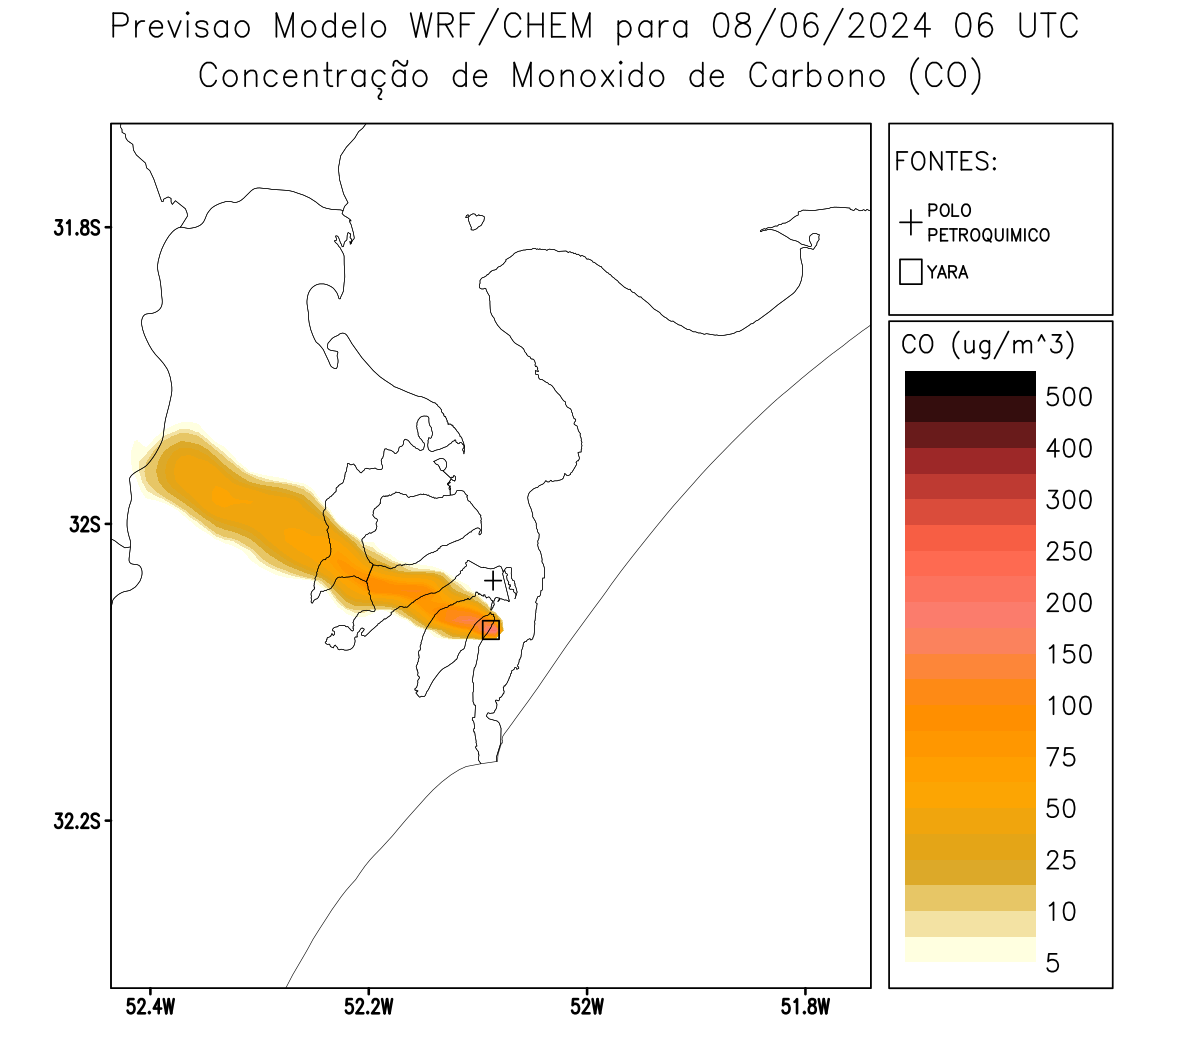 Previsao Modelo WRF/CHEM para 08/06/2024 06 UTC
Concentração de Monoxido de Carbono (CO)
FONTES:
POLO
PETROQUIMICO
YARA
CO (ug/m^3)
500
400
300
250
200
150
100
75
50
25
10
5
31.8S
32S
32.2S
52.4W
52.2W
52W
51.8W